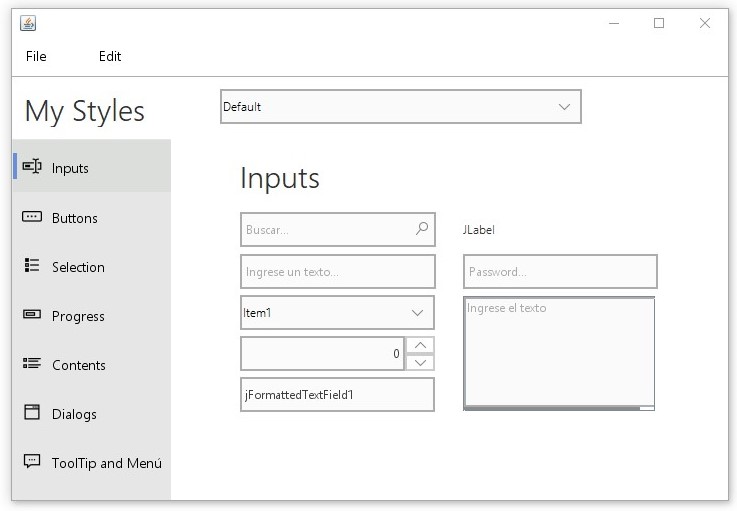 File Edit
My Styles
Default
Inputs
Buttons
Selection
Progress
Contents
Dialogs
ToolTip and Menú
Inputs
Buscar...
JLabel
Ingrese un texto...
Password...
Item1
Ingrese el texto
0
jFormattedTextField1